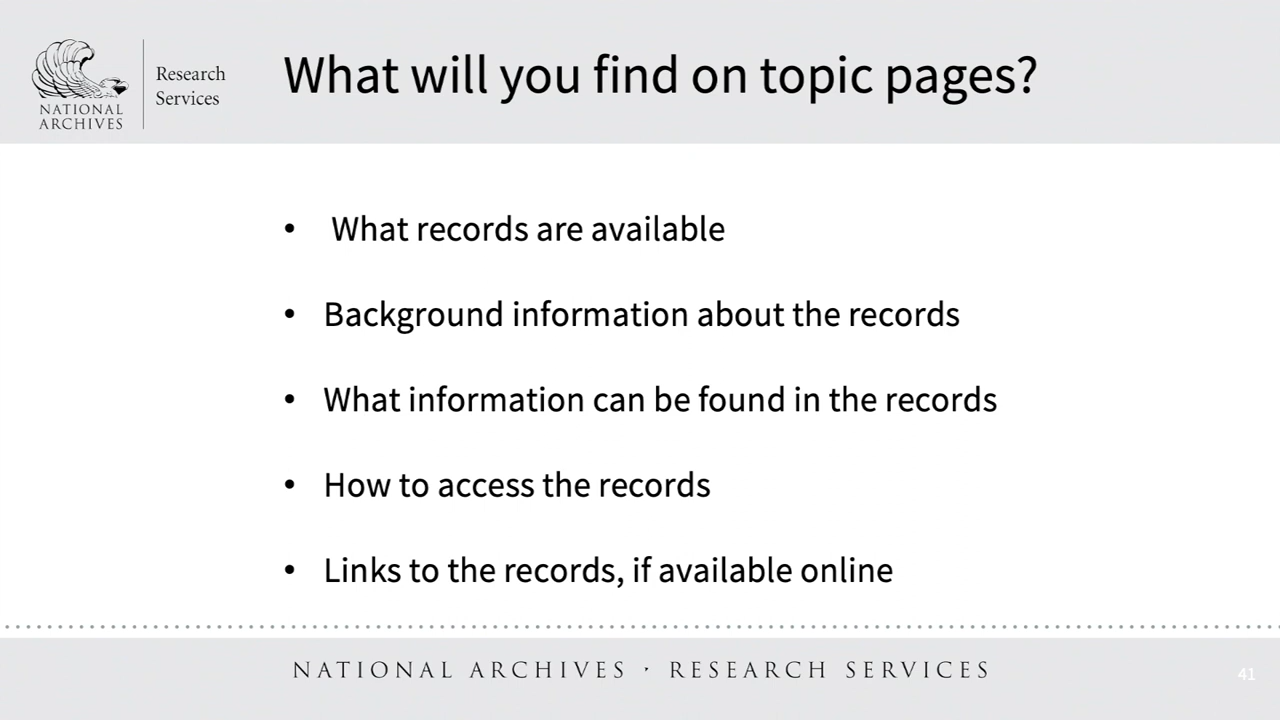 NATIONAL
ARCHIVES
Research
Services
What will you find on topic pages?
• What records are available
• Background information about the records
• What information can be found in the records
• How to access the records
• Links to the records, if available online
NATIONAL ARCHIVES · RESEARCH SERVICES
41